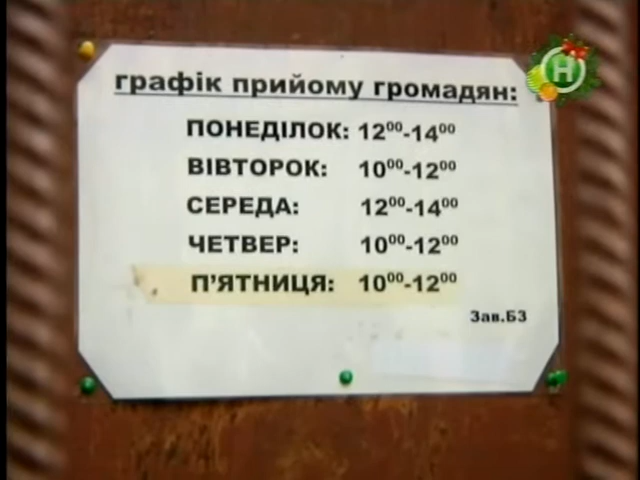 графік прийому громадян:
ПОНЕДІЛОК: 12⁰⁰-14⁰⁰
ВІВТОРОК: 10⁰⁰-12⁰⁰
СЕРЕДА: 12⁰⁰-14⁰⁰
ЧЕТВЕР: 10⁰⁰-12⁰⁰
П'ЯТНИЦЯ: 10⁰⁰-12⁰⁰
Зав.БЗ
Н